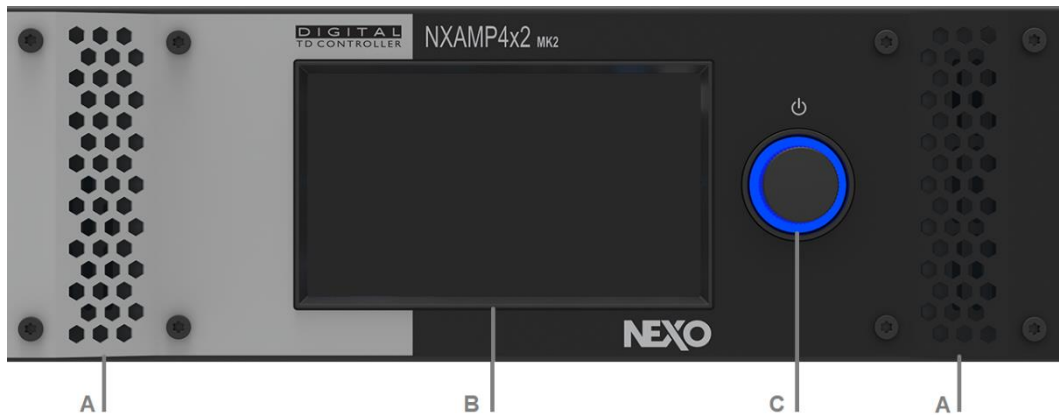 DIGITAL
TD CONTROLLER
NXAMP4x2 MK2
NEXO
A
B
C
A